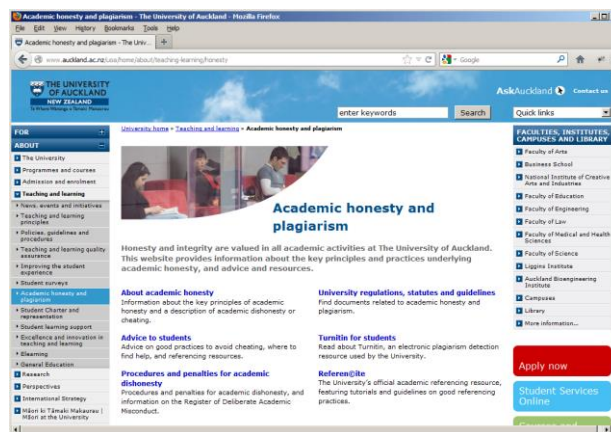 Academic honesty and plagiarism - The University of Auckland - Mozilla Firefox
File Edit View History Bookmarks Tools Help
Academic honesty and plagiarism - The Univ...
www.auckland.ac.nz/uoa/home/about/teaching-learning/honesty
Google
THE UNIVERSITY
OF AUCKLAND
NEW ZEALAND
Te Whare Wānanga o Tāmaki Makaurau
AskAuckland Contact us
enter keywords Search Quick links
FOR
ABOUT
The University
Programmes and courses
Admission and enrolment
Teaching and learning
News, events and initiatives
Teaching and learning
principles
Policies, guidelines and
procedures
Teaching and learning quality
assurance
Improving the student
experience
Student surveys
Academic honesty and
plagiarism
Student Charter and
representation
Student learning support
Excellence and innovation in
teaching and learning
Elearning
General Education
Research
Perspectives
International Strategy
Māori ki Tāmaki Makaurau |
Māori at the University
University home » Teaching and learning » Academic honesty and plagiarism
Academic honesty and
plagiarism
Honesty and integrity are valued in all academic activities at The University of Auckland.
This website provides information about the key principles and practices underlying
academic honesty, and advice and resources.
About academic honesty
Information about the key principles of academic
honesty and a description of academic dishonesty or
cheating.
Advice to students
Advice on good practices to avoid cheating, where to
find help, and referencing resources.
Procedures and penalties for academic
dishonesty
Procedures and penalties for academic dishonesty, and
information on the Register of Deliberate Academic
Misconduct.
University regulations, statutes and guidelines
Find documents related to academic honesty and
plagiarism.
Turnitin for students
Read about Turnitin, an electronic plagiarism detection
resource used by the University.
Referen©ite
The University's official academic referencing resource,
featuring tutorials and guidelines on good referencing
practices.
FACULTIES, INSTITUTES,
CAMPUSES AND LIBRARY
Faculty of Arts
Business School
National Institute of Creative
Arts and Industries
Faculty of Education
Faculty of Engineering
Faculty of Law
Faculty of Medical and Health
Sciences
Faculty of Science
Liggins Institute
Auckland Bioengineering
Institute
Campuses
Library
More information...
Apply now
Student Services
Online